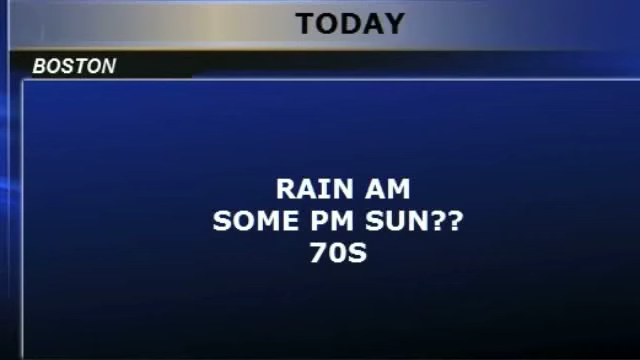 TODAY
BOSTON
RAIN AM
SOME PM SUN??
70S